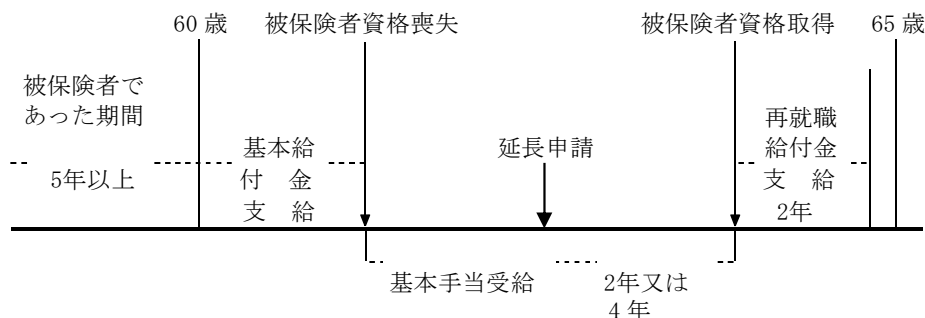 60 歳
被保険者資格喪失
被保険者資格取得
65 歳
被保険者で
あった期間
5年以上
基本給
付 金
支 給
延長申請
再就職
給付金
支 給
2年
基本手当受給
2年又は
4年